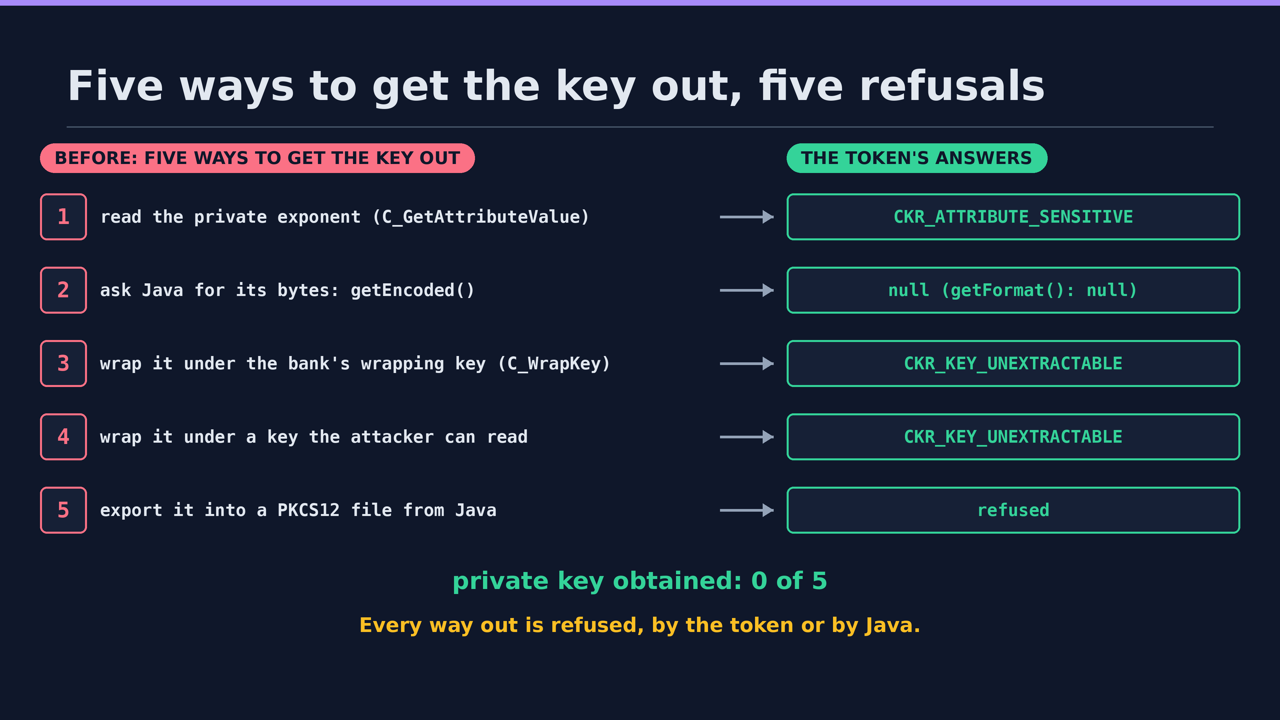 Five ways to get the key out, five refusals
BEFORE: FIVE WAYS TO GET THE KEY OUT
THE TOKEN'S ANSWERS
1 read the private exponent (C_GetAttributeValue)
CKR_ATTRIBUTE_SENSITIVE
2 ask Java for its bytes: getEncoded()
null (getFormat(): null)
3 wrap it under the bank's wrapping key (C_WrapKey)
CKR_KEY_UNEXTRACTABLE
4 wrap it under a key the attacker can read
CKR_KEY_UNEXTRACTABLE
5 export it into a PKCS12 file from Java
refused
private key obtained: 0 of 5
Every way out is refused, by the token or by Java.